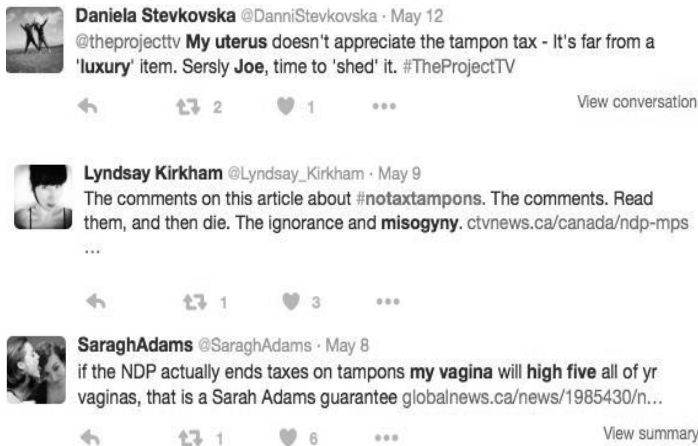 Daniela Stevkovska @DanniStevkovska · May 12
@theprojecttv My uterus doesn't appreciate the tampon tax - It's far from a
'luxury' item. Sersly Joe, time to 'shed' it. #TheProjectTV
2 1 ••• View conversation
Lyndsay Kirkham @Lyndsay_Kirkham · May 9
The comments on this article about #notaxtampons. The comments. Read
them, and then die. The ignorance and misogyny. ctvnews.ca/canada/ndp-mps
...
1 3 •••
SaraghAdams @SaraghAdams · May 8
if the NDP actually ends taxes on tampons my vagina will high five all of yr
vaginas, that is a Sarah Adams guarantee globalnews.ca/news/1985430/n...
1 6 ••• View summary